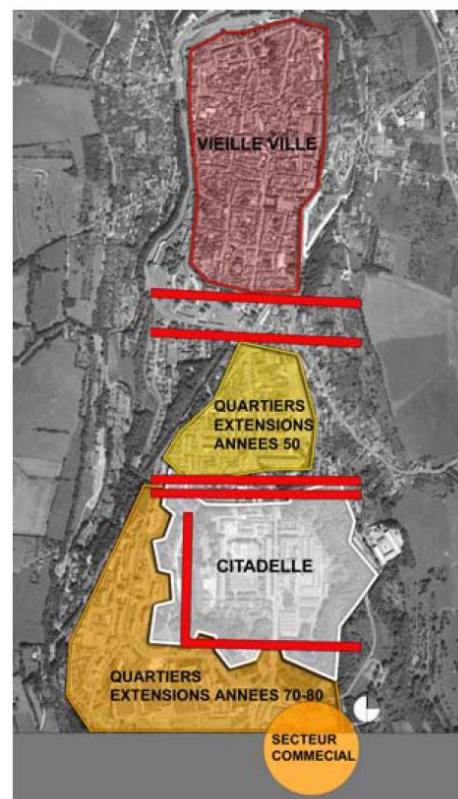 VIEILLE VILLE
QUARTIERS
EXTENSIONS
ANNEES 50
CITADELLE
QUARTIERS
EXTENSIONS ANNEES 70-80
SECTEUR
COMMECIAL